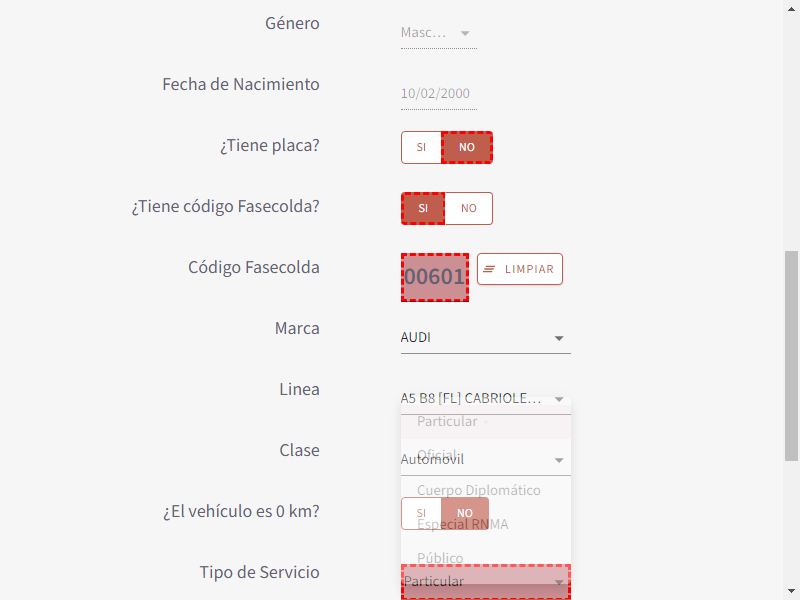 Género
Masc...
Fecha de Nacimiento
10/02/2000
¿Tiene placa?
SI NO
¿Tiene código Fasecolda?
SI NO
Código Fasecolda
00601
LIMPIAR
Marca
AUDI
Linea
A5 B8 [FL] CABRIOLE...
Particular
Clase
Oficial
Automovil
Cuerpo Diplomático
¿El vehículo es 0 km?
SI NO
Especial RNMA
Público
Tipo de Servicio
Particular